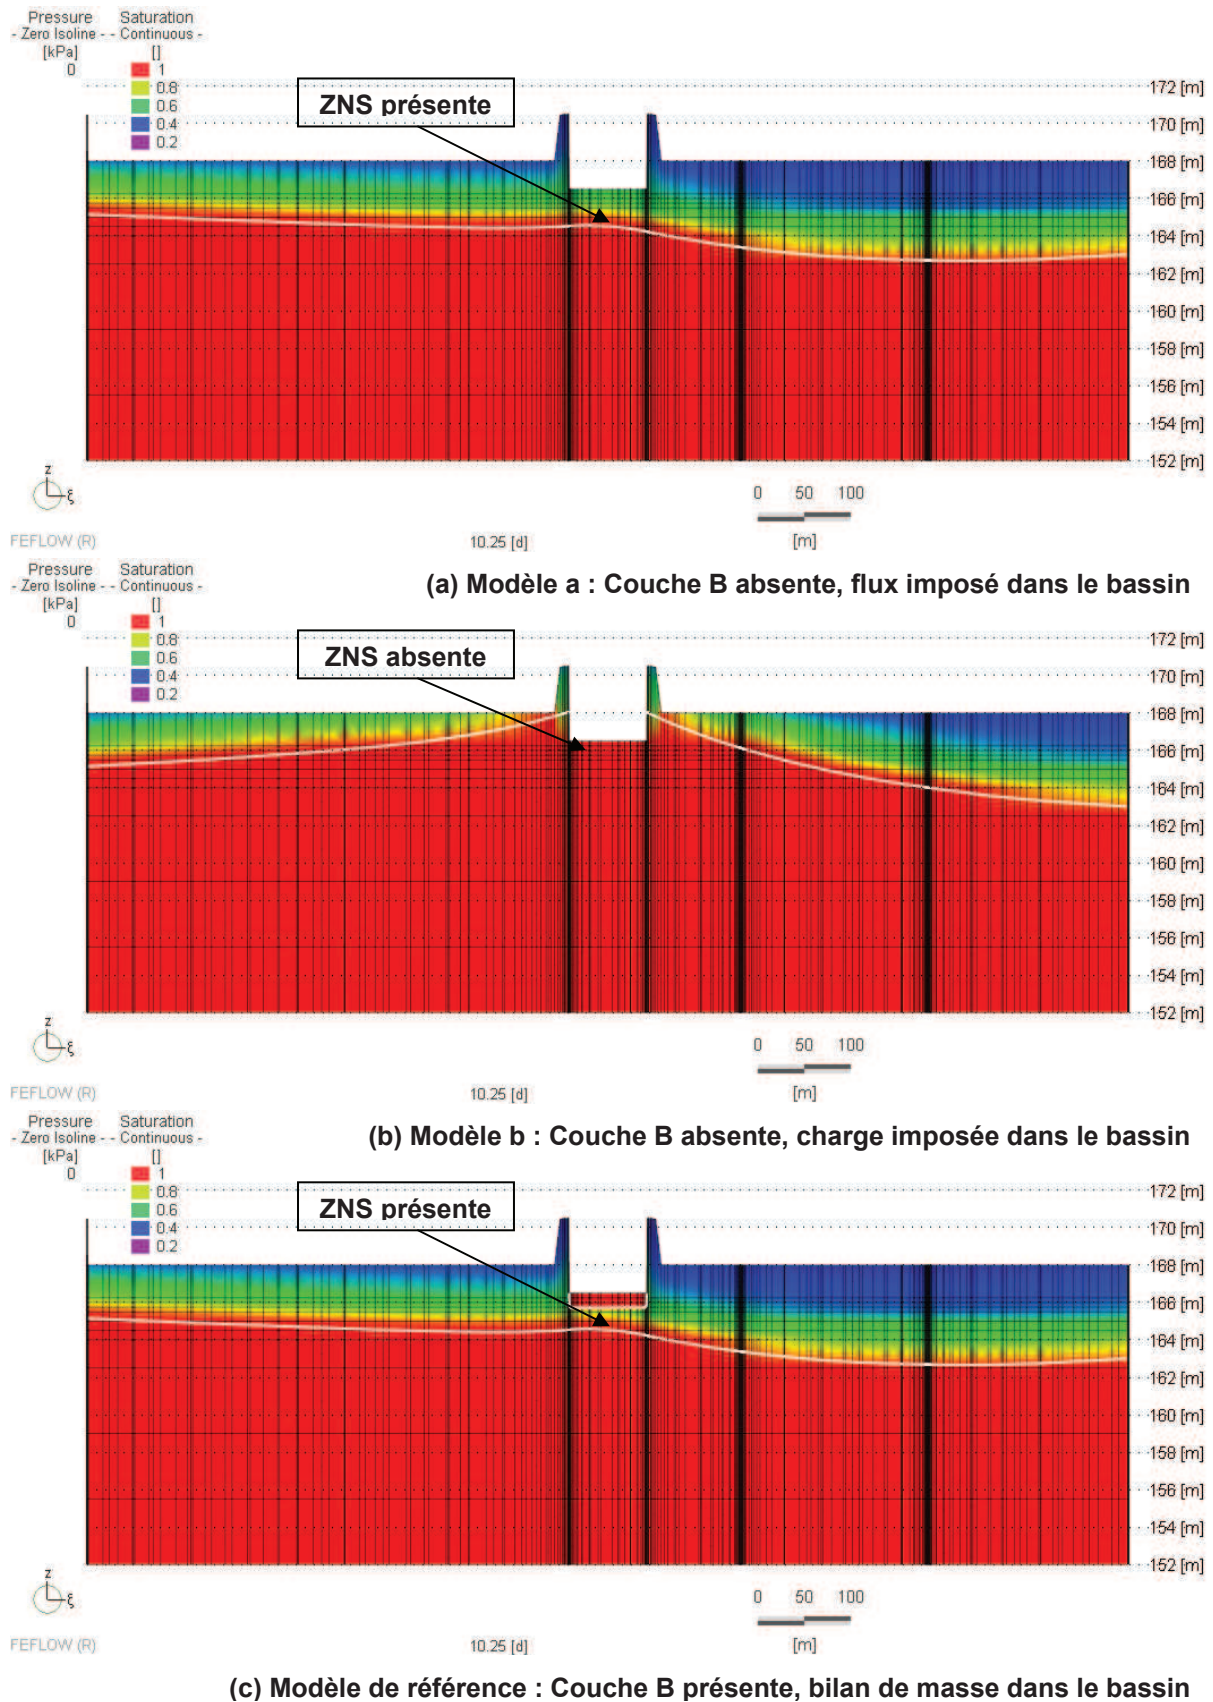 Pressure Saturation
- Zero Isoline - - Continuous -
[kPa] []
0 1
0.8
0.6
0.4
0.2
ZNS présente
172 [m]
170 [m]
168 [m]
166 [m]
164 [m]
162 [m]
160 [m]
158 [m]
156 [m]
154 [m]
152 [m]
z
ξ
0 50 100
[m]
FEFLOW (R)
10.25 [d]
(a) Modèle a : Couche B absente, flux imposé dans le bassin
Pressure Saturation
- Zero Isoline - - Continuous -
[kPa] []
0 1
0.8
0.6
0.4
0.2
ZNS absente
172 [m]
170 [m]
168 [m]
166 [m]
164 [m]
162 [m]
160 [m]
158 [m]
156 [m]
154 [m]
152 [m]
z
ξ
0 50 100
[m]
FEFLOW (R)
10.25 [d]
(b) Modèle b : Couche B absente, charge imposée dans le bassin
Pressure Saturation
- Zero Isoline - - Continuous -
[kPa] []
0 1
0.8
0.6
0.4
0.2
ZNS présente
172 [m]
170 [m]
168 [m]
166 [m]
164 [m]
162 [m]
160 [m]
158 [m]
156 [m]
154 [m]
152 [m]
z
ξ
0 50 100
[m]
FEFLOW (R)
10.25 [d]
(c) Modèle de référence : Couche B présente, bilan de masse dans le bassin